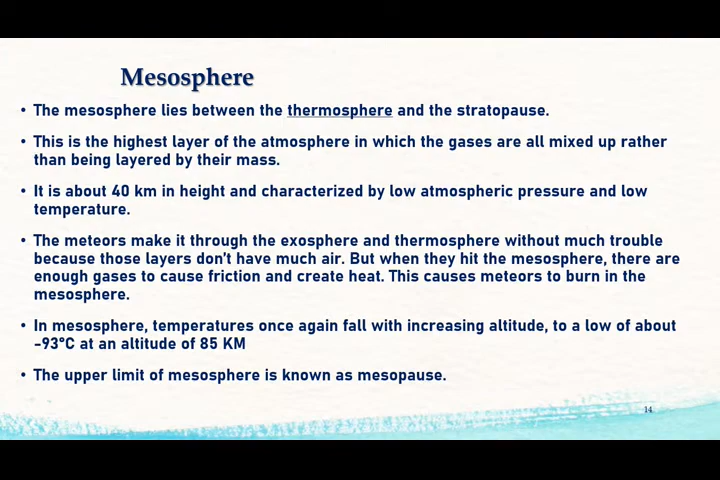 Mesosphere
• The mesosphere lies between the thermosphere and the stratopause.
• This is the highest layer of the atmosphere in which the gases are all mixed up rather
than being layered by their mass.
• It is about 40 km in height and characterized by low atmospheric pressure and low
temperature.
• The meteors make it through the exosphere and thermosphere without much trouble
because those layers don't have much air. But when they hit the mesosphere, there are
enough gases to cause friction and create heat. This causes meteors to burn in the
mesosphere.
• In mesosphere, temperatures once again fall with increasing altitude, to a low of about
-93°C at an altitude of 85 KM
• The upper limit of mesosphere is known as mesopause.
14